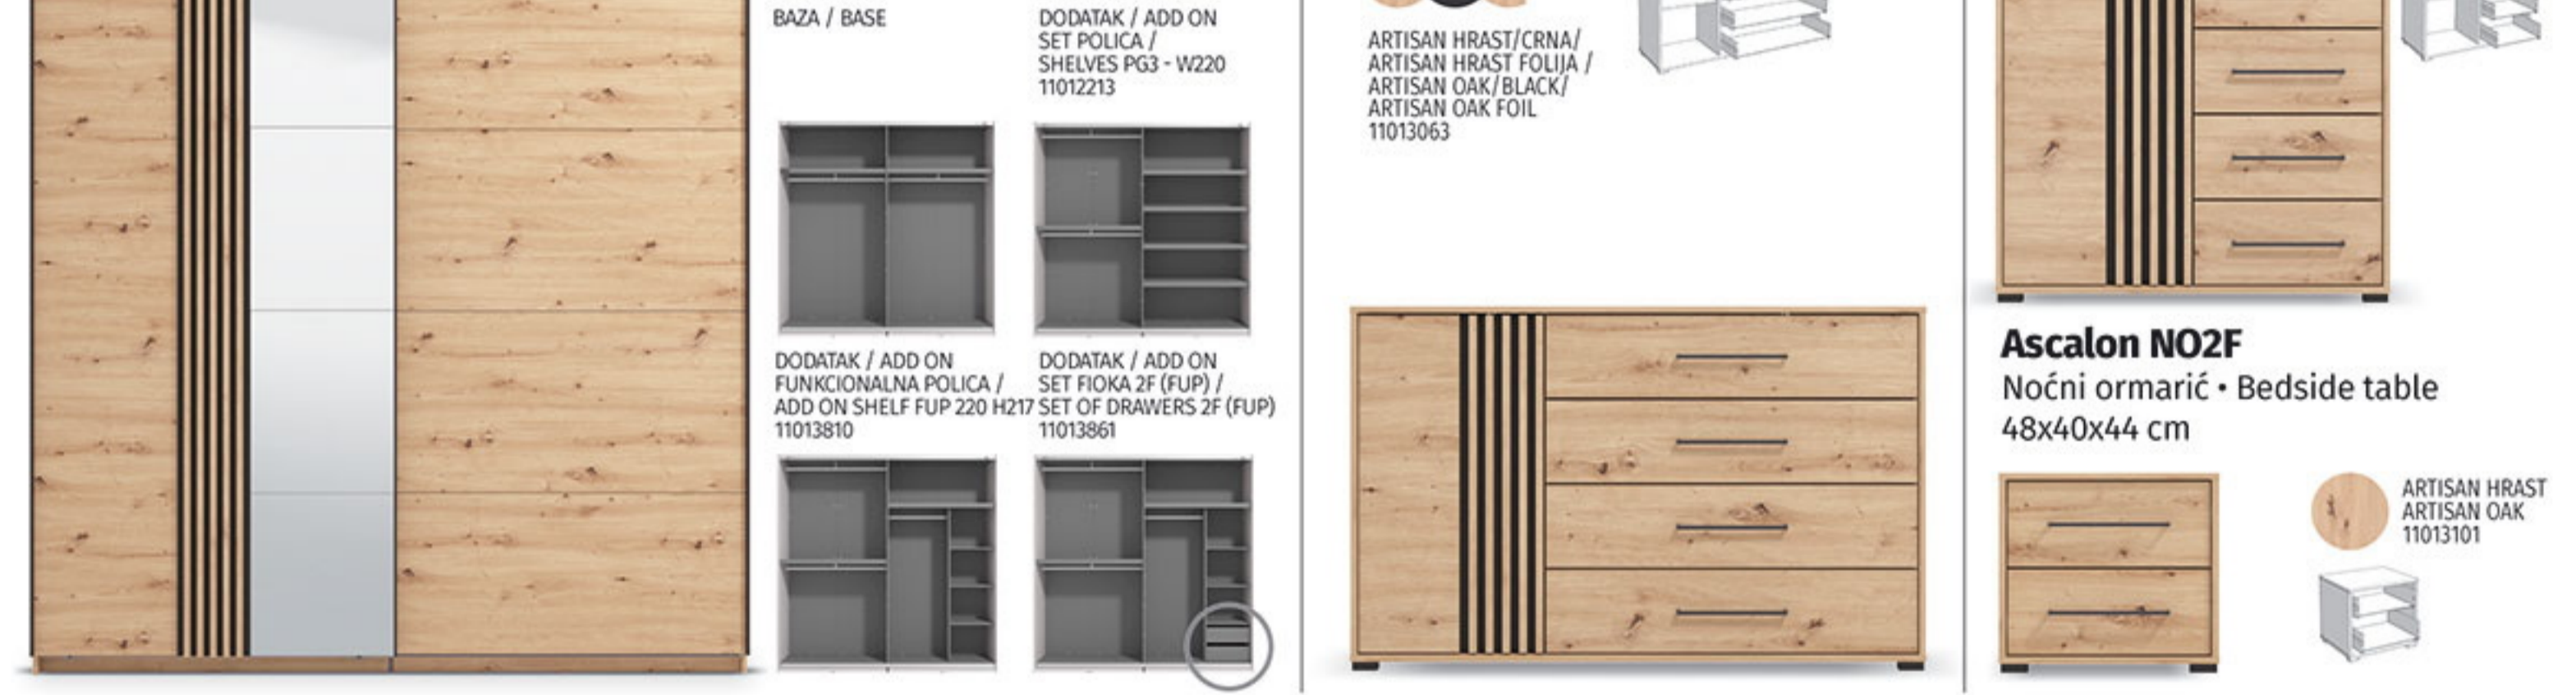 BAZA / BASE
DODATAK / ADD ON
SET POLICA /
SHELVES PG3 - W220
11012213
DODATAK / ADD ON
FUNKCIONALNA POLICA /
ADD ON SHELF FUP 220 H217
11013810
DODATAK / ADD ON
SET FIOKA 2F (FUP) /
SET OF DRAWERS 2F (FUP)
11013861
ARTISAN HRAST/CRNA/
ARTISAN HRAST FOLIJA /
ARTISAN OAK/BLACK/
ARTISAN OAK FOIL
11013063
Ascalon NO2F
Noćni ormarić • Bedside table
48x40x44 cm
ARTISAN HRAST
ARTISAN OAK
11013101